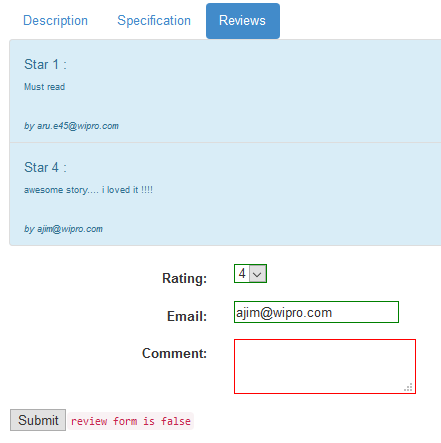 Description Specification Reviews
Star 1 :
Must read
by aru.e45@wipro.com
Star 4 :
awesome story.... i loved it !!!!
by ajim@wipro.com
Rating: 4
Email: ajim@wipro.com
Comment:
Submit review form is false